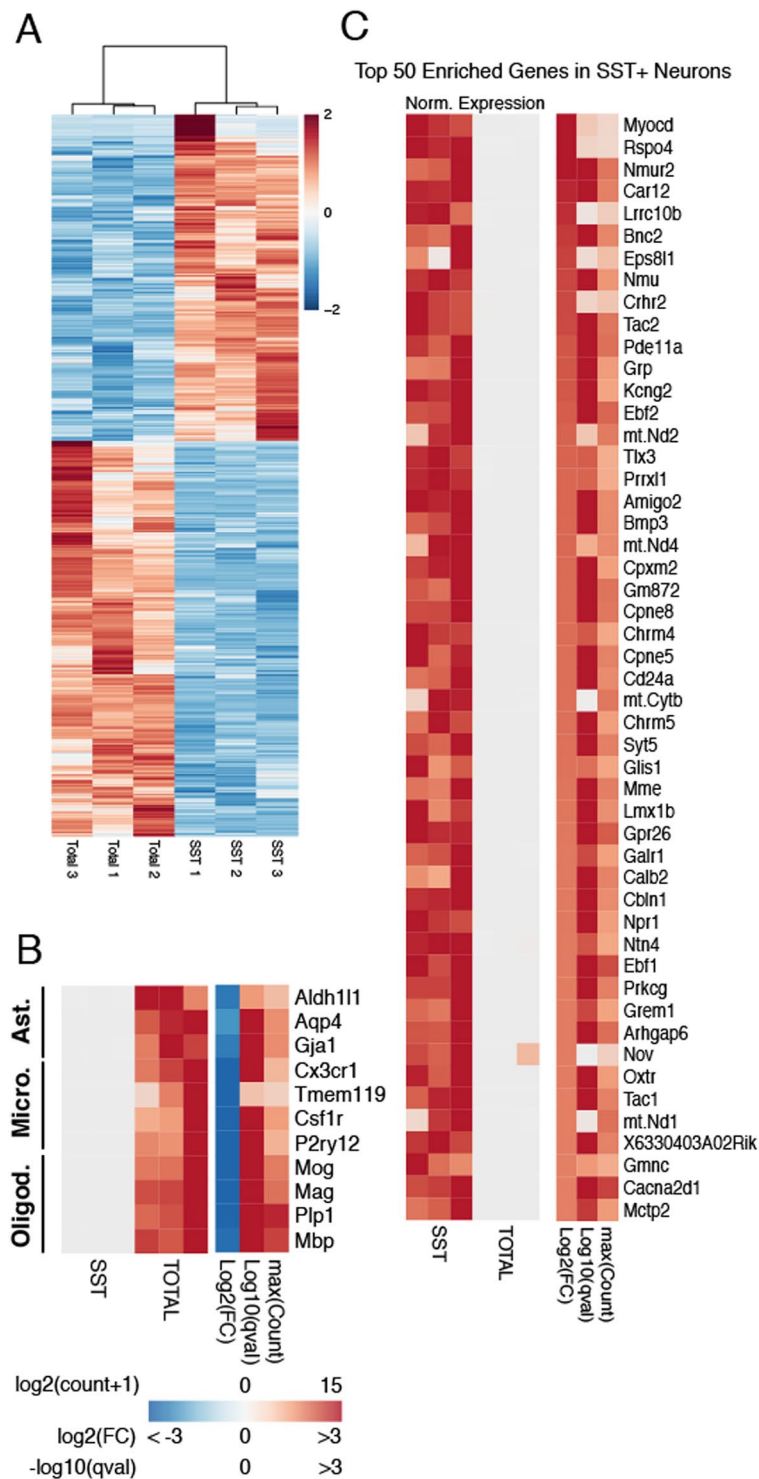 A
2
0
−2
Total 3
Total 1
Total 2
SST 1
SST 2
SST 3
B
Ast.
Micro.
Oligod.
Aldh1l1
Aqp4
Gja1
Cx3cr1
Tmem119
Csf1r
P2ry12
Mog
Mag
Plp1
Mbp
SST
TOTAL
Log2(FC)
Log10(qval)
max(Count)
log2(count+1) 0 15
log2(FC) < -3 0 >3
-log10(qval) 0 >3
C
Top 50 Enriched Genes in SST+ Neurons
Norm. Expression
Myocd
Rspo4
Nmur2
Car12
Lrrc10b
Bnc2
Eps8l1
Nmu
Crhr2
Tac2
Pde11a
Grp
Kcng2
Ebf2
mt.Nd2
Tlx3
Prrxl1
Amigo2
Bmp3
mt.Nd4
Cpxm2
Gm872
Cpne8
Chrm4
Cpne5
Cd24a
mt.Cytb
Chrm5
Syt5
Glis1
Mme
Lmx1b
Gpr26
Galr1
Calb2
Cbln1
Npr1
Ntn4
Ebf1
Prkcg
Grem1
Arhgap6
Nov
Oxtr
Tac1
mt.Nd1
X6330403A02Rik
Gmnc
Cacna2d1
Mctp2
SST
TOTAL
Log2(FC)
Log10(qval)
max(Count)